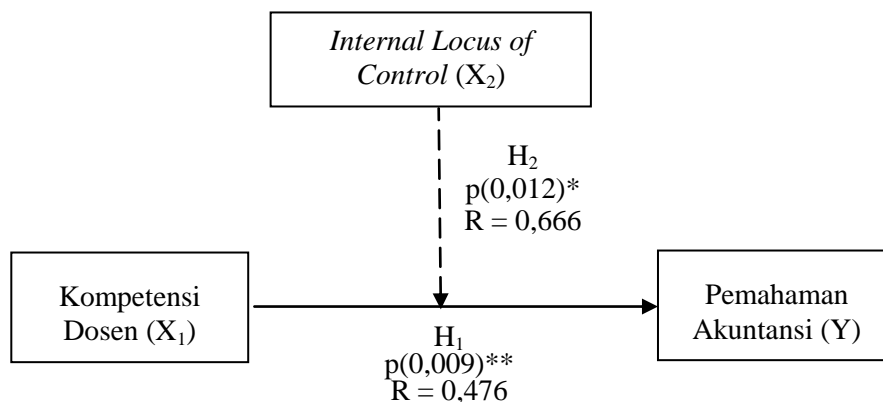 Internal Locus of
Control (X₂)
H₂
p(0,012)*
R = 0,666
Kompetensi
Dosen (X₁)
Pemahaman
Akuntansi (Y)
H₁
p(0,009)**
R = 0,476